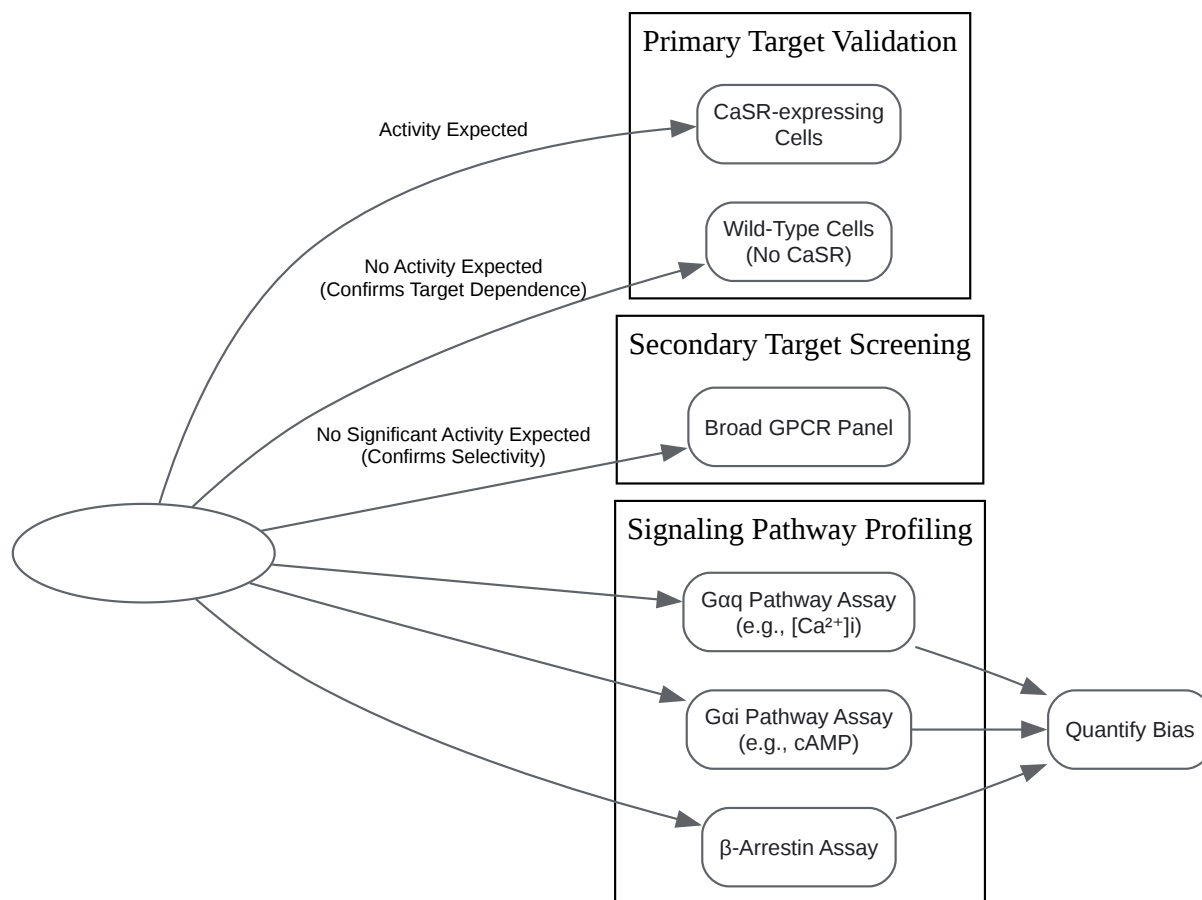 Primary Target Validation
CaSR-expressing
Cells
Activity Expected
Wild-Type Cells
(No CaSR)
No Activity Expected
(Confirms Target Dependence)
Secondary Target Screening
Broad GPCR Panel
No Significant Activity Expected
(Confirms Selectivity)
Signaling Pathway Profiling
Gαq Pathway Assay
(e.g., [Ca²⁺]i)
Gαi Pathway Assay
(e.g., cAMP)
Quantify Bias
β-Arrestin Assay